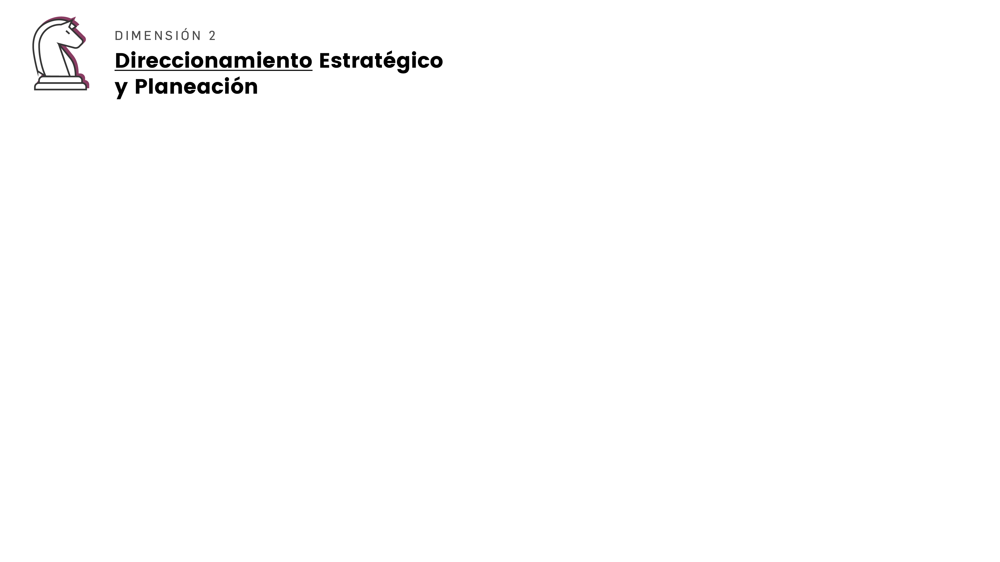 DIMENSIÓN 2
Direccionamiento Estratégico
y Planeación